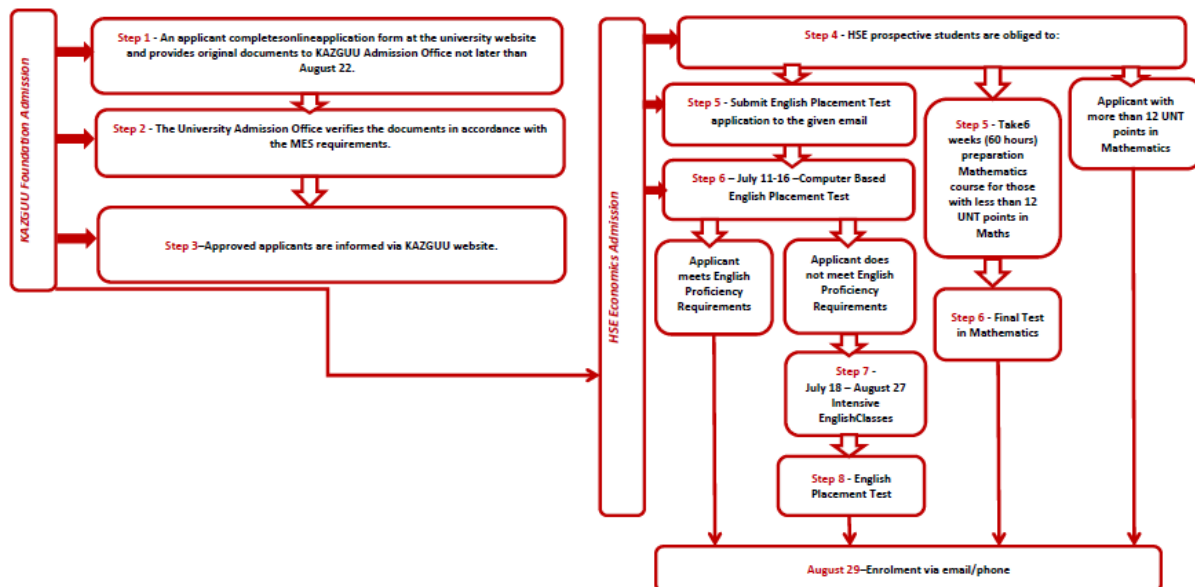 KAZGUU Foundation Admission
Step 1 - An applicant completesonlineapplication form at the university website
and provides original documents to KAZGUU Admission Office not later than
August 22.
Step 2 - The University Admission Office verifies the documents in accordance with
the MES requirements.
Step 3–Approved applicants are informed via KAZGUU website.
HSE Economics Admission
Step 4 - HSE prospective students are obliged to:
Step 5 - Submit English Placement Test
application to the given email
Step 6 – July 11-16 –Computer Based
English Placement Test
Applicant
meets English
Proficiency
Requirements
Applicant does
not meet English
Proficiency
Requirements
Step 7 -
July 18 – August 27
Intensive
EnglishClasses
Step 8 - English
Placement Test
Step 5 - Take6
weeks (60 hours)
preparation
Mathematics
course for those
with less than 12
UNT points in
Maths
Step 6 - Final Test
in Mathematics
Applicant with
more than 12 UNT
points in
Mathematics
August 29–Enrolment via email/phone